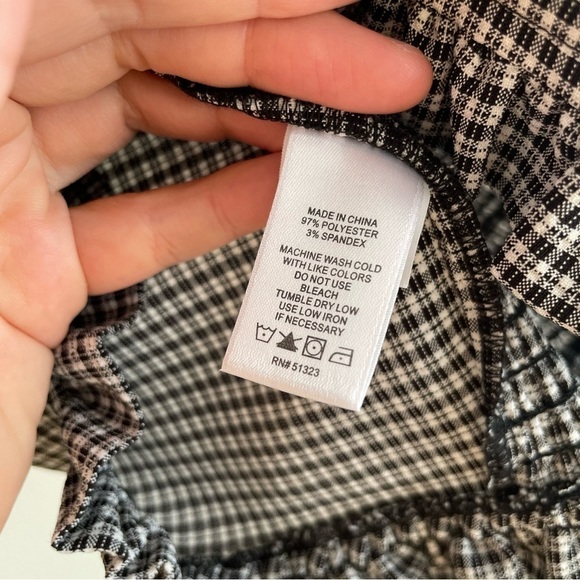 MADE IN CHINA
97% POLYESTER
3% SPANDEX
MACHINE WASH COLD
WITH LIKE COLORS
DO NOT USE
BLEACH
TUMBLE DRY LOW
USE LOW IRON
IF NECESSARY
RN# 51323